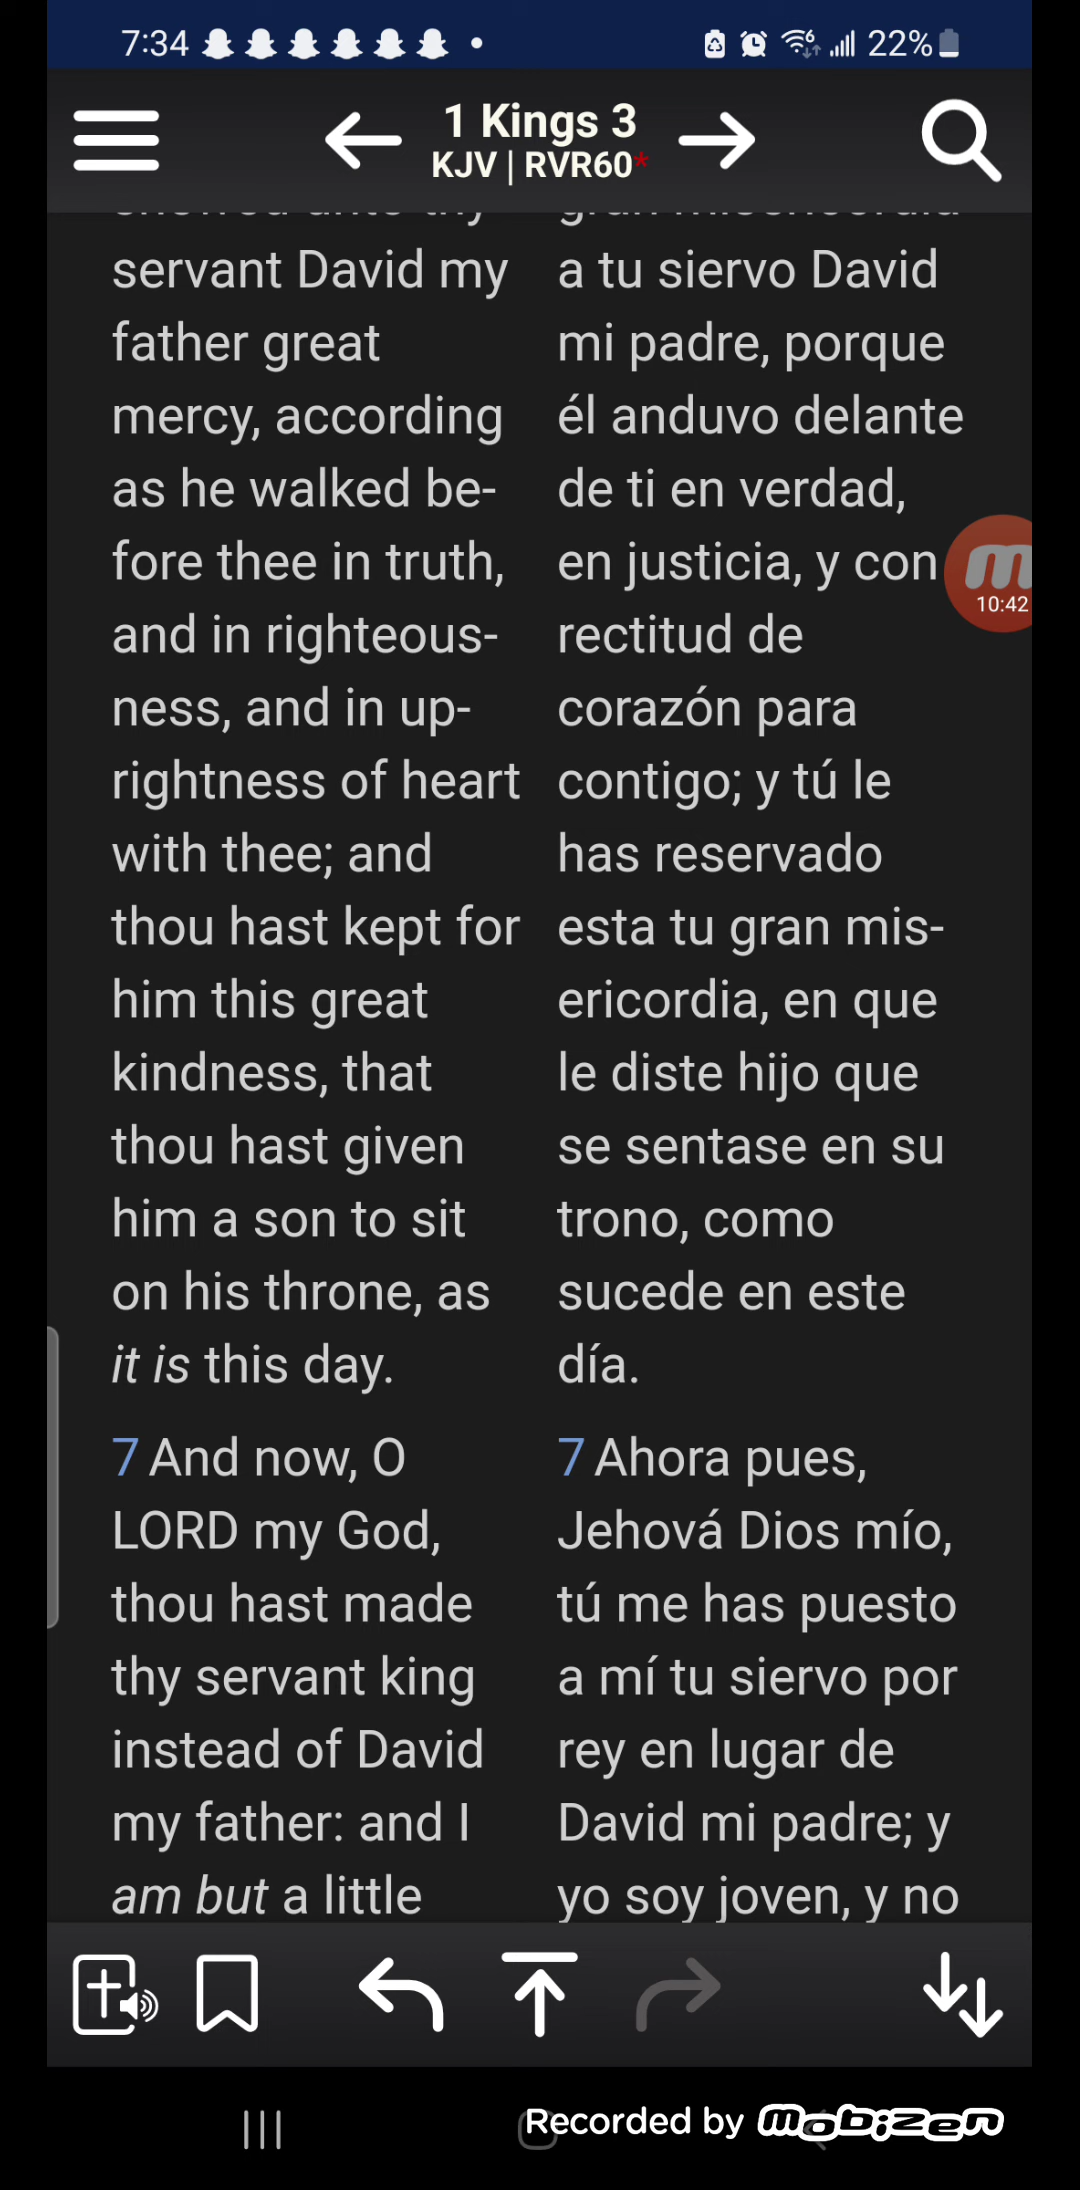 7:34
22%
1 Kings 3
KJV | RVR60*
servant David my
father great
mercy, according
as he walked be-
fore thee in truth,
and in righteous-
ness, and in up-
rightness of heart
with thee; and
thou hast kept for
him this great
kindness, that
thou hast given
him a son to sit
on his throne, as
it is this day.
7 And now, O
LORD my God,
thou hast made
thy servant king
instead of David
my father: and I
am but a little
a tu siervo David
mi padre, porque
él anduvo delante
de ti en verdad,
en justicia, y con
rectitud de
corazón para
contigo; y tú le
has reservado
esta tu gran mis-
ericordia, en que
le diste hijo que
se sentase en su
trono, como
sucede en este
día.
7 Ahora pues,
Jehová Dios mío,
tú me has puesto
a mí tu siervo por
rey en lugar de
David mi padre; y
yo soy joven, y no
m
10:42
Recorded by mobizen